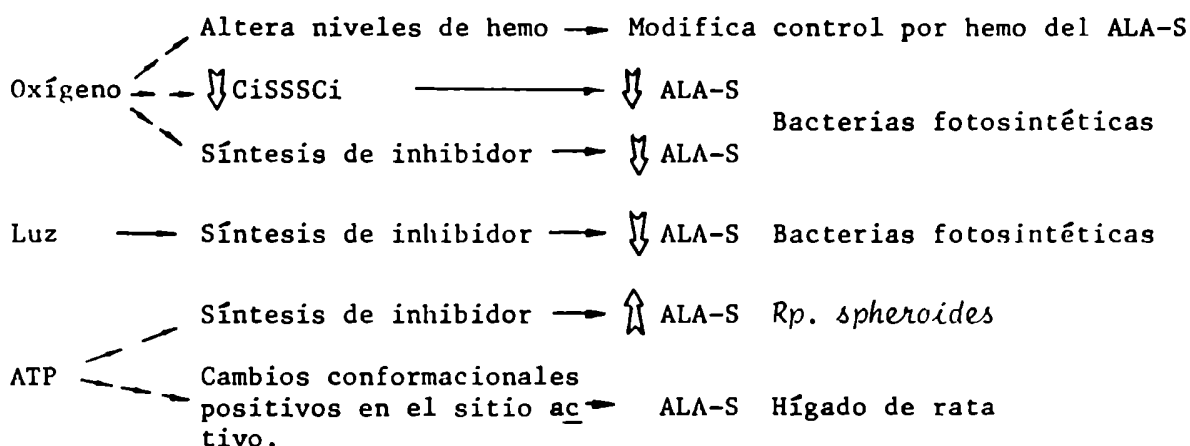 Altera niveles de hemo → Modifica control por hemo del ALA-S
Oxígeno ⇩CiSSSCi → ⇩ ALA-S
Bacterias fotosintéticas
Síntesis de inhibidor → ⇩ ALA-S
Luz → Síntesis de inhibidor → ⇩ ALA-S Bacterias fotosintéticas
Síntesis de inhibidor → ⇧ ALA-S Rp. spheroides
ATP Cambios conformacionales
positivos en el sitio ac → ALA-S Hígado de rata
tivo.